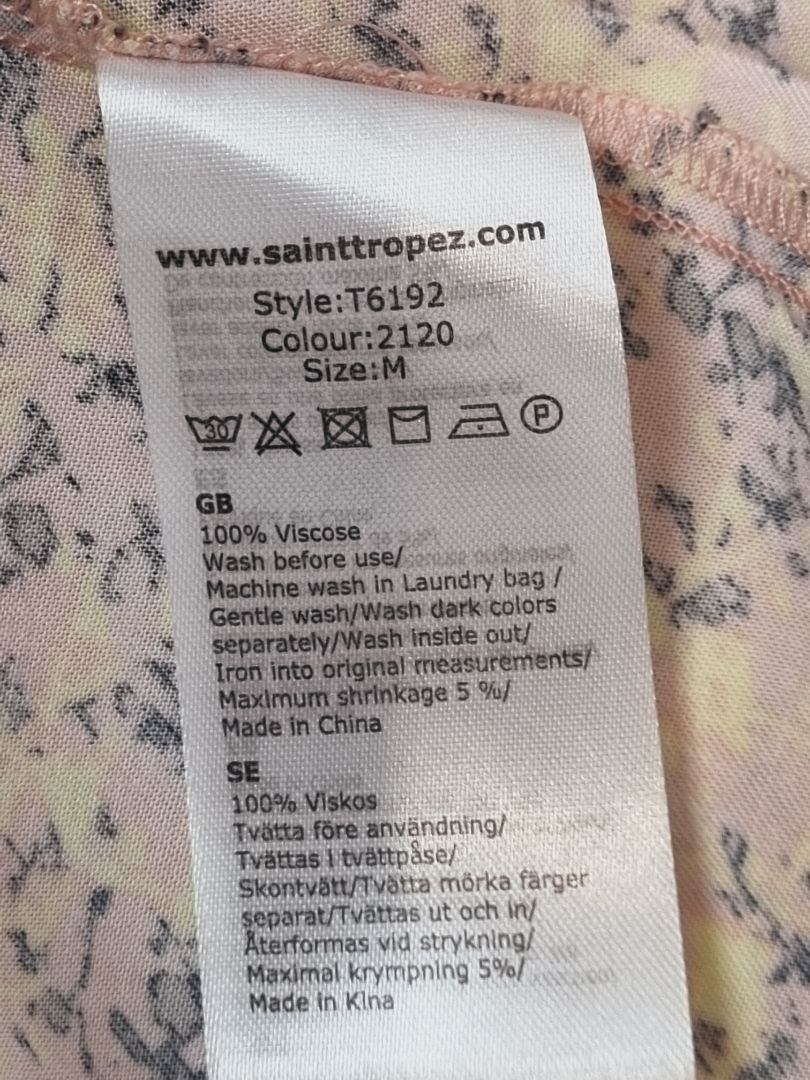 www.sainttropez.com
Style:T6192
Colour:2120
Size:M
30 P
GB
100% Viscose
Wash before use/
Machine wash in Laundry bag /
Gentle wash/Wash dark colors
separately/Wash inside out/
Iron into original measurements/
Maximum shrinkage 5 %/
Made in China
SE
100% Viskos
Tvätta före användning/
Tvättas i tvättpåse/
Skontvätt/Tvätta mörka färger
separat/Tvättas ut och in/
Återformas vid strykning/
Maximal krympning 5%/
Made in Kina